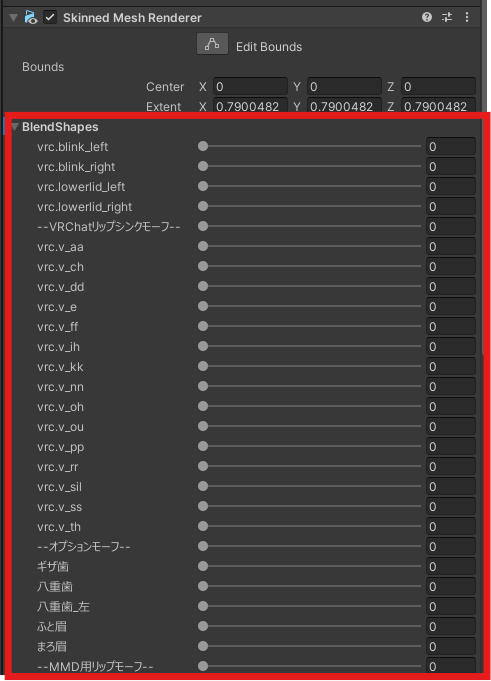 Skinned Mesh Renderer
Edit Bounds
Bounds
Center X 0 Y 0 Z 0
Extent X 0.7900482 Y 0.7900482 Z 0.7900482
BlendShapes
vrc.blink_left 0
vrc.blink_right 0
vrc.lowerlid_left 0
vrc.lowerlid_right 0
--VRChatリップシンクモーフ-- 0
vrc.v_aa 0
vrc.v_ch 0
vrc.v_dd 0
vrc.v_e 0
vrc.v_ff 0
vrc.v_ih 0
vrc.v_kk 0
vrc.v_nn 0
vrc.v_oh 0
vrc.v_ou 0
vrc.v_pp 0
vrc.v_rr 0
vrc.v_sil 0
vrc.v_ss 0
vrc.v_th 0
--オプションモーフ-- 0
ギザ歯 0
八重歯 0
八重歯_左 0
ふと眉 0
まろ眉 0
--MMD用リップモーフ-- 0